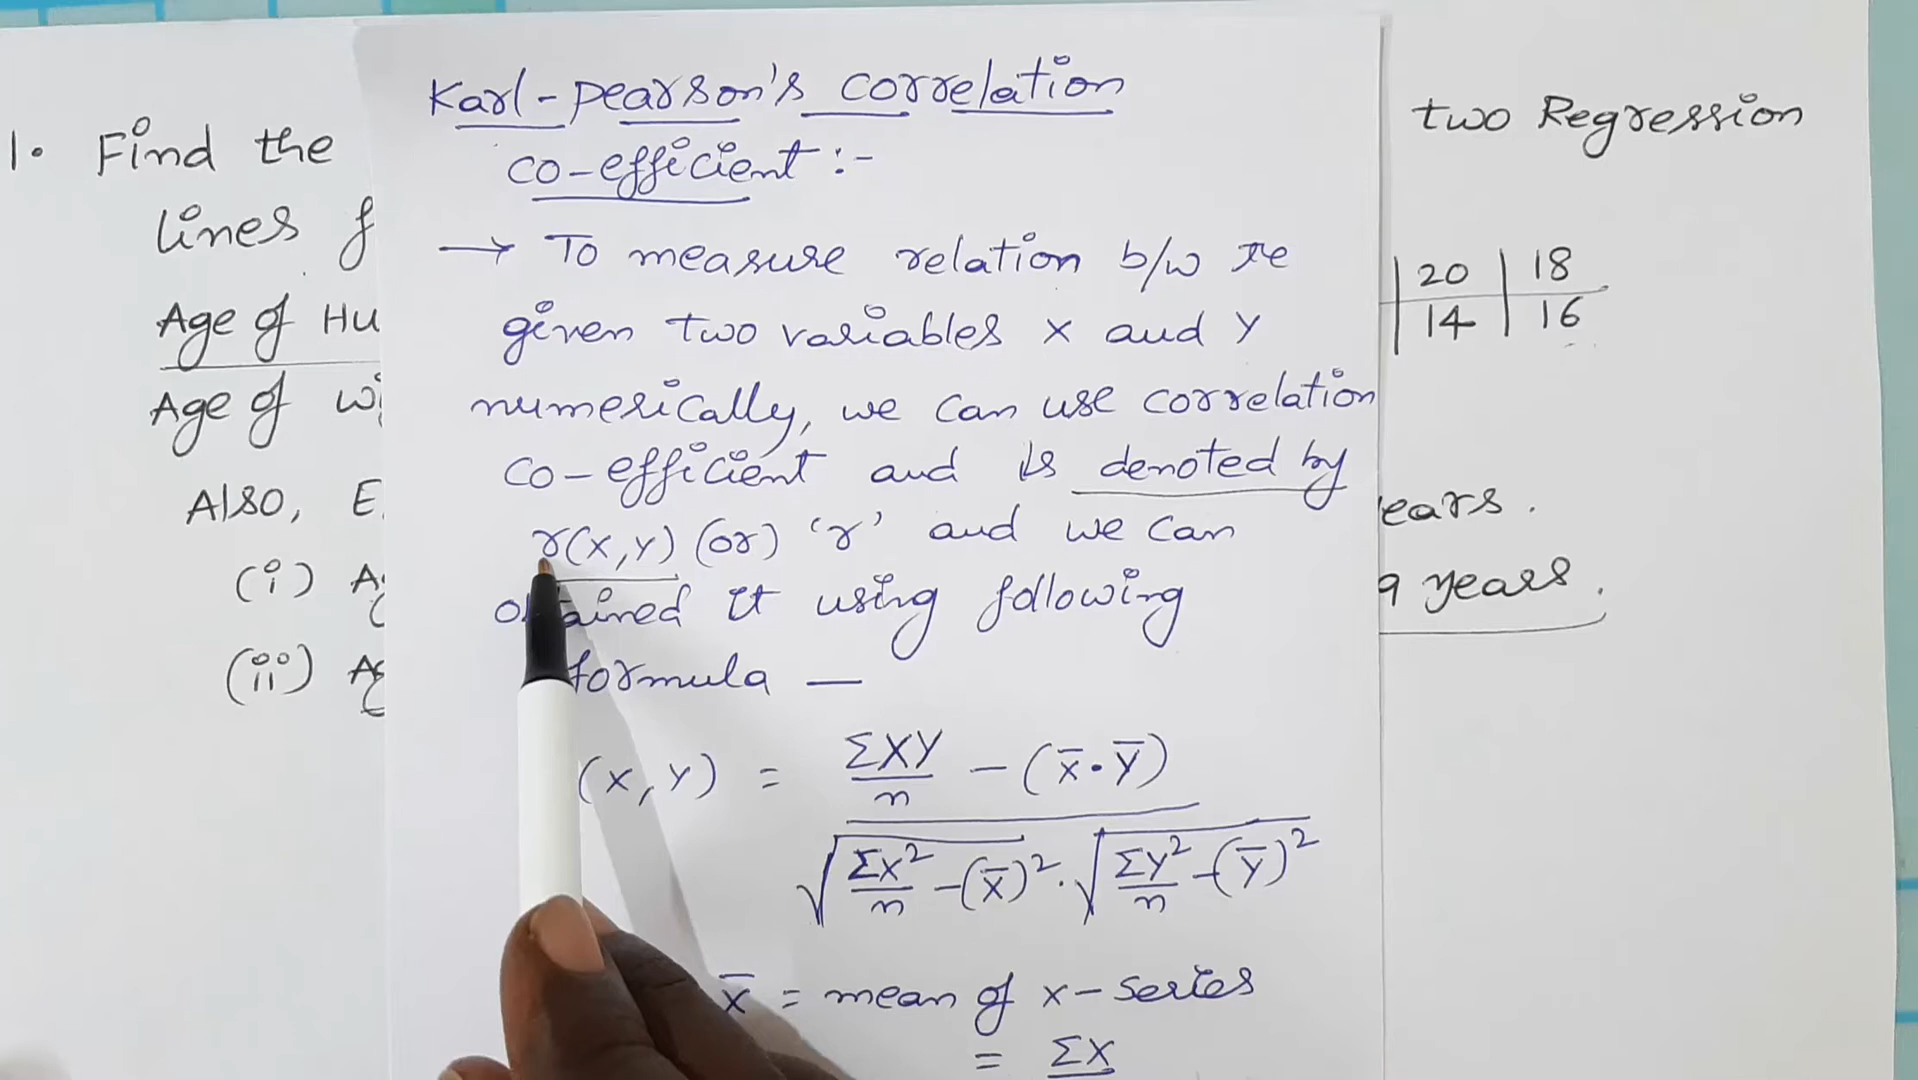 Karl-Pearson's correlation
co-efficient :-
→ To measure relation b/w the
given two variables x and y
numerically, we can use correlation
co-efficient and is denoted by
r(x,y) (or) 'r' and we can
it using following
formula —
(x,y) = ΣXY/n - (x̄·ȳ) / √ΣX²/n - (x̄)² · √ΣY²/n - (ȳ)²
x̄ = mean of x-series
= ΣX
1. Find the
lines
Age of
Age of
Also,
(i)
(ii)
two Regression
20 | 18
14 | 16
9 years.